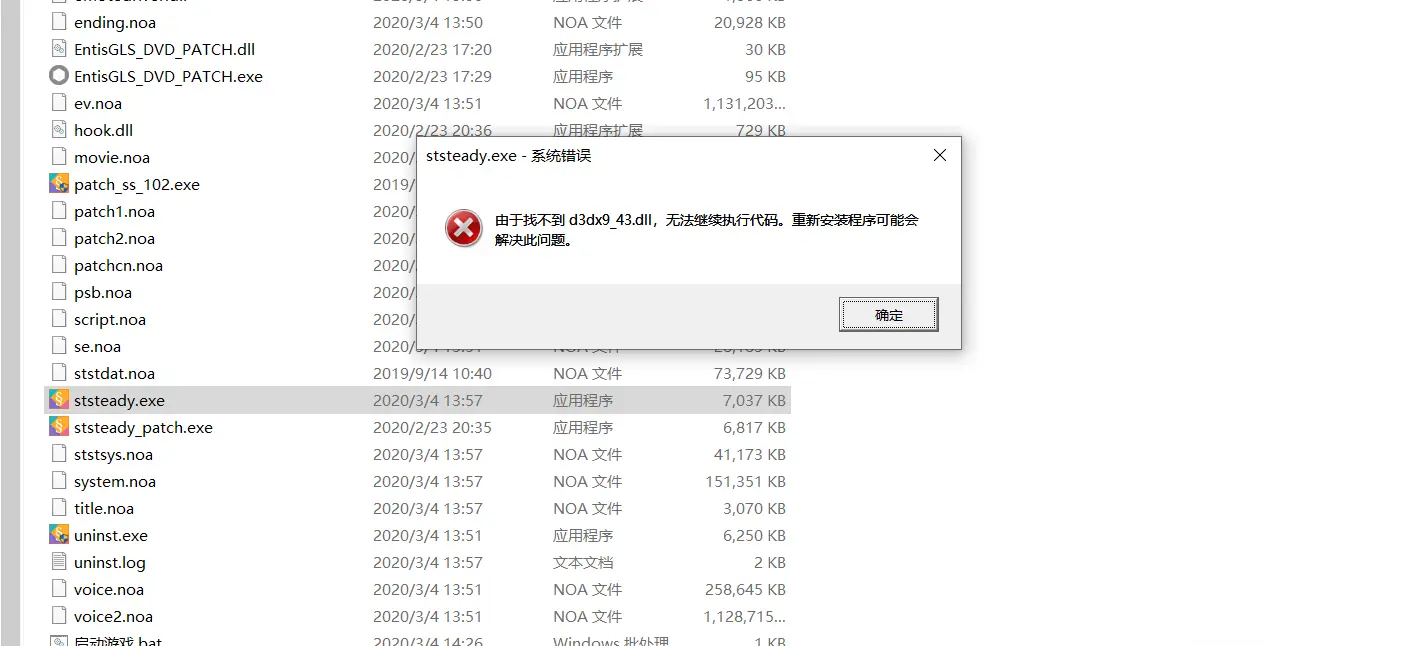 ending.noa 2020/3/4 13:50 NOA 文件 20,928 KB
EntisGLS_DVD_PATCH.dll 2020/2/23 17:20 应用程序扩展 30 KB
EntisGLS_DVD_PATCH.exe 2020/2/23 17:29 应用程序 95 KB
ev.noa 2020/3/4 13:51 NOA 文件 1,131,203...
hook.dll 2020/2/23 20:36 应用程序扩展 729 KB
movie.noa 2020/
patch_ss_102.exe 2019/
patch1.noa 2020/
patch2.noa 2020/
patchcn.noa 2020/
psb.noa 2020/
script.noa 2020/
se.noa 2020/
ststdat.noa 2019/9/14 10:40 NOA 文件 73,729 KB
ststeady.exe 2020/3/4 13:57 应用程序 7,037 KB
ststeady_patch.exe 2020/2/23 20:35 应用程序 6,817 KB
ststsys.noa 2020/3/4 13:57 NOA 文件 41,173 KB
system.noa 2020/3/4 13:57 NOA 文件 151,351 KB
title.noa 2020/3/4 13:57 NOA 文件 3,070 KB
uninst.exe 2020/3/4 13:51 应用程序 6,250 KB
uninst.log 2020/3/4 13:57 文本文档 2 KB
voice.noa 2020/3/4 13:51 NOA 文件 258,645 KB
voice2.noa 2020/3/4 13:51 NOA 文件 1,128,715...
启动游戏.bat 2020/3/4 14:26 Windows 批处理 1 KB
ststeady.exe - 系统错误
由于找不到 d3dx9_43.dll，无法继续执行代码。重新安装程序可能会
解决此问题。
确定